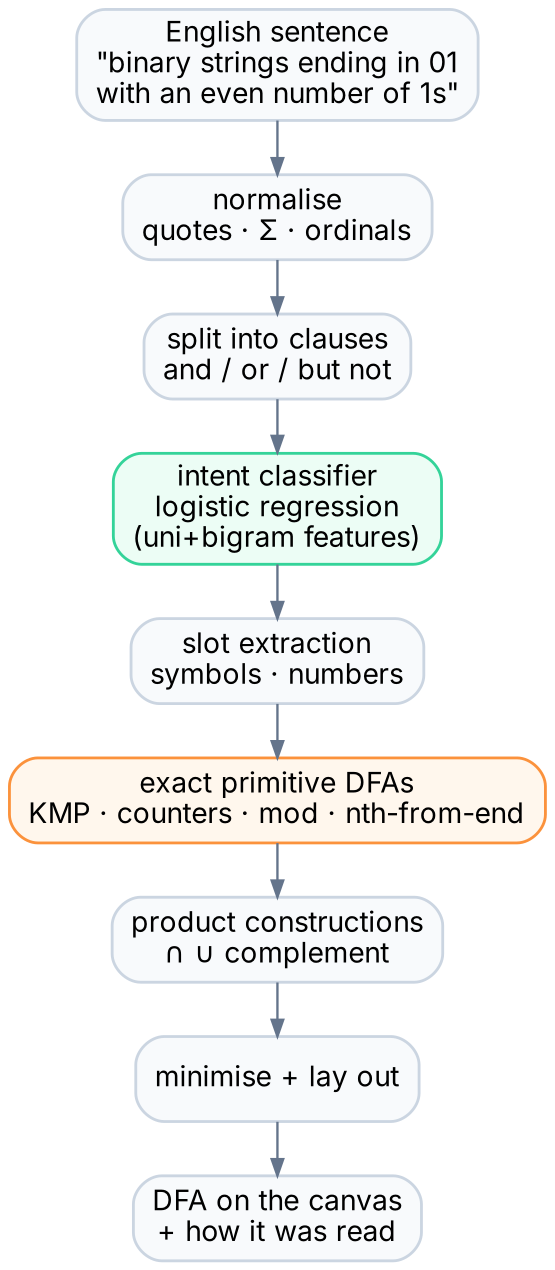 English sentence
"binary strings ending in 01
with an even number of 1s"
normalise
quotes · Σ · ordinals
split into clauses
and / or / but not
intent classifier
logistic regression
(uni+bigram features)
slot extraction
symbols · numbers
exact primitive DFAs
KMP · counters · mod · nth-from-end
product constructions
∩ ∪ complement
minimise + lay out
DFA on the canvas
+ how it was read